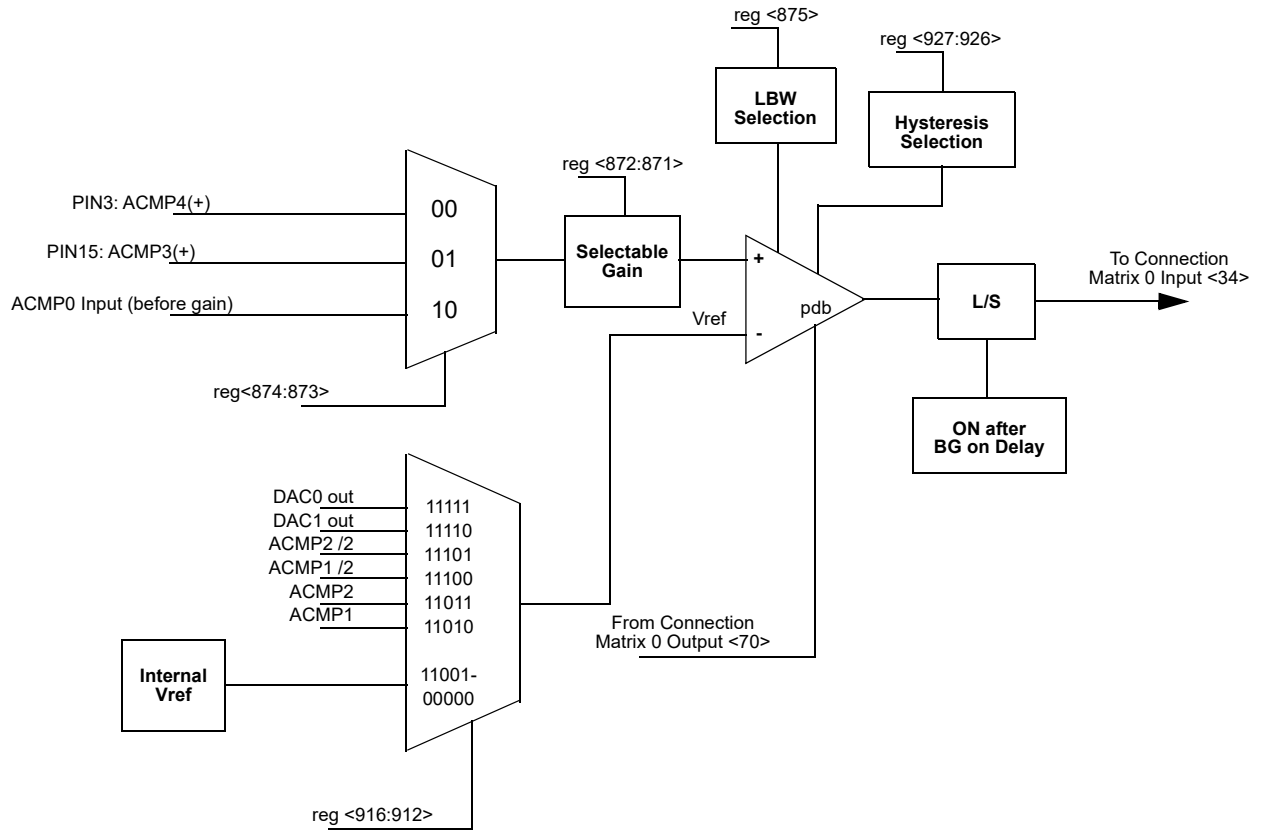 reg <875>
reg <927:926>
LBW
Selection
Hysteresis
Selection
reg <872:871>
PIN3: ACMP4(+)
00
PIN15: ACMP3(+)
01
ACMP0 Input (before gain)
10
Selectable
Gain
+
-
pdb
Vref
To Connection
Matrix 0 Input <34>
L/S
reg<874:873>
ON after
BG on Delay
DAC0 out
11111
DAC1 out
11110
ACMP2 /2
11101
ACMP1 /2
11100
ACMP2
11011
ACMP1
11010
From Connection
Matrix 0 Output <70>
Internal
Vref
11001-
00000
reg <916:912>